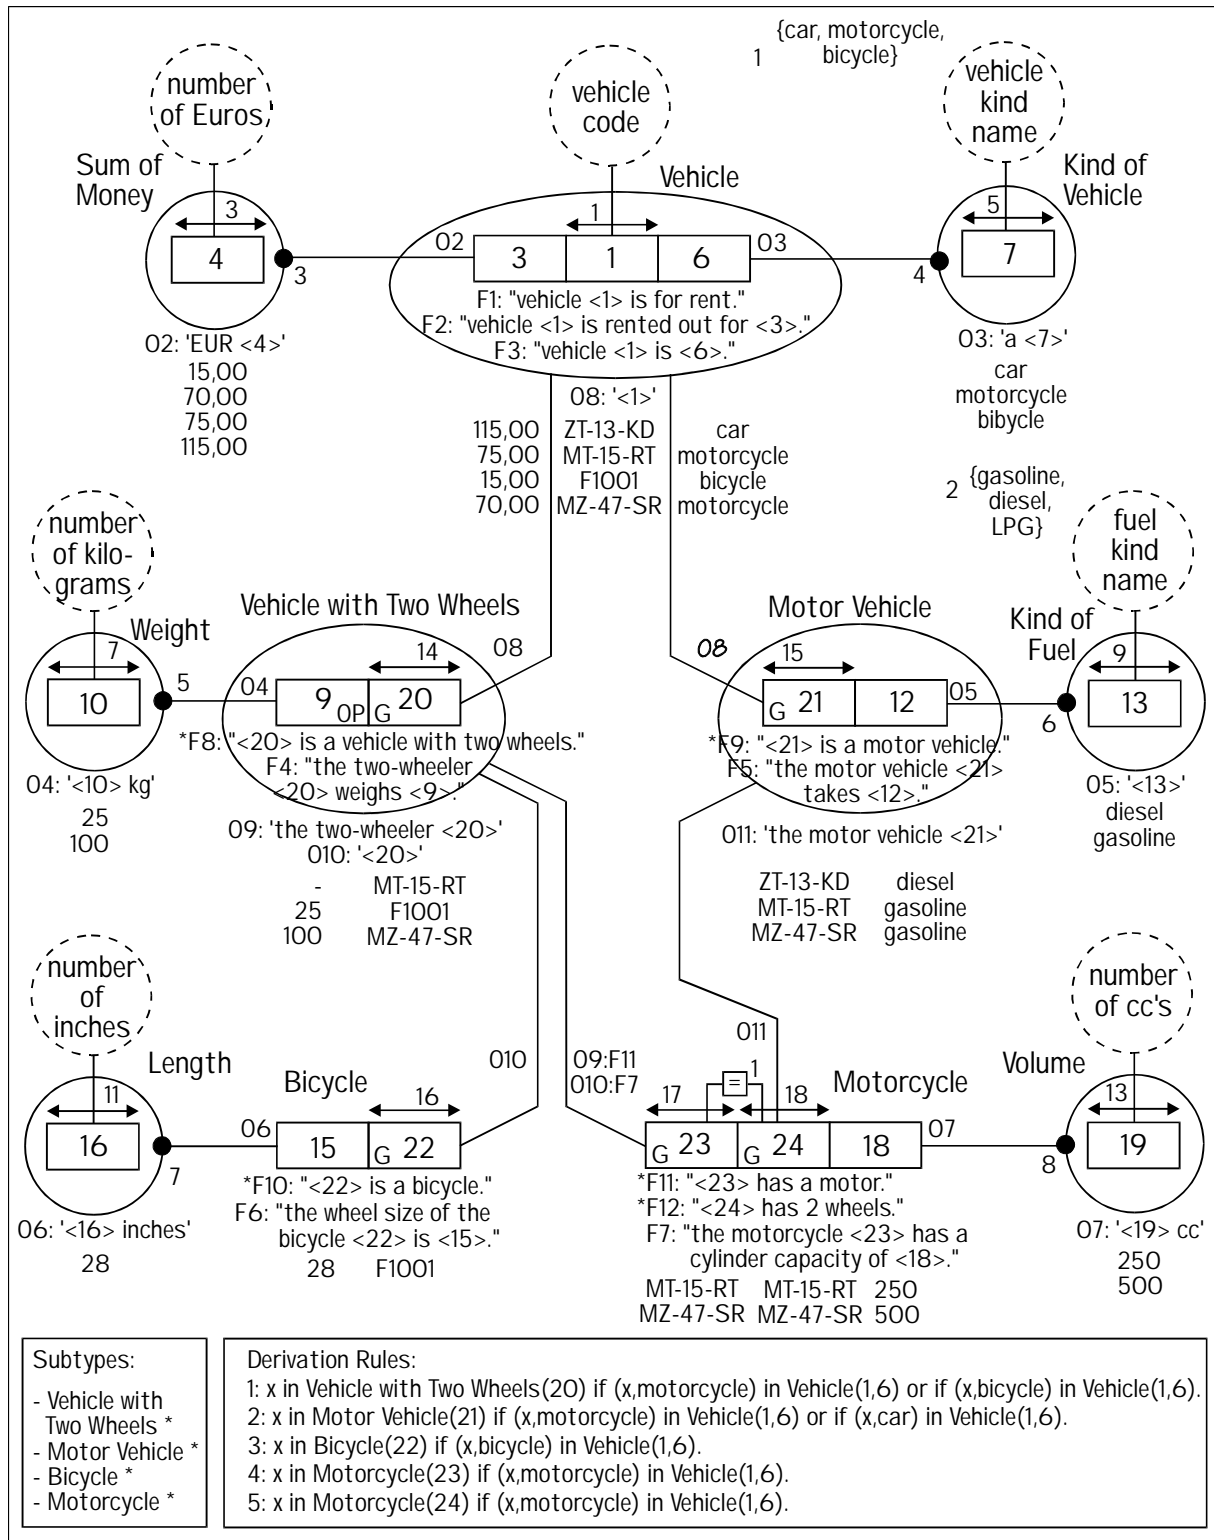 {car, motorcycle,
1 bicycle}
number
of Euros
vehicle
code
vehicle
kind
name
Sum of
Money
Vehicle
Kind of
Vehicle
3
4
3
O2
1
3
1
6
O3
5
7
4
F1: "vehicle <1> is for rent."
F2: "vehicle <1> is rented out for <3>."
F3: "vehicle <1> is <6>."
O2: 'EUR <4>'
15,00
70,00
75,00
115,00
O8: '<1>'
115,00 ZT-13-KD car
75,00 MT-15-RT motorcycle
15,00 F1001 bicycle
70,00 MZ-47-SR motorcycle
O3: 'a <7>'
car
motorcycle
bibycle
2 {gasoline,
diesel,
LPG}
number
of kilo-
grams
fuel
kind
name
Weight
Vehicle with Two Wheels
Motor Vehicle
Kind of
Fuel
7
10
5
O4
14
9 OP
G 20
O8
O8
15
G 21
12
O5
6
9
13
*F8: "<20> is a vehicle with two wheels."
F4: "the two-wheeler
<20> weighs <9>."
*F9: "<21> is a motor vehicle."
F5: "the motor vehicle <21>
takes <12>."
O4: '<10> kg'
25
100
O9: 'the two-wheeler <20>'
O10: '<20>'
- MT-15-RT
25 F1001
100 MZ-47-SR
O11: 'the motor vehicle <21>'
ZT-13-KD diesel
MT-15-RT gasoline
MZ-47-SR gasoline
O5: '<13>'
diesel
gasoline
number
of
inches
number
of cc's
Length
Bicycle
O10
O9:F11
O10:F7
O11
Motorcycle
Volume
11
16
7
O6
16
15
G 22
17
=
1
18
G 23
G 24
18
O7
8
13
19
*F10: "<22> is a bicycle."
F6: "the wheel size of the
bicycle <22> is <15>."
28 F1001
*F11: "<23> has a motor."
*F12: "<24> has 2 wheels."
F7: "the motorcycle <23> has a
cylinder capacity of <18>."
MT-15-RT MT-15-RT 250
MZ-47-SR MZ-47-SR 500
O6: '<16> inches'
28
O7: '<19> cc'
250
500
Subtypes:
- Vehicle with
Two Wheels *
- Motor Vehicle *
- Bicycle *
- Motorcycle *
Derivation Rules:
1: x in Vehicle with Two Wheels(20) if (x,motorcycle) in Vehicle(1,6) or if (x,bicycle) in Vehicle(1,6).
2: x in Motor Vehicle(21) if (x,motorcycle) in Vehicle(1,6) or if (x,car) in Vehicle(1,6).
3: x in Bicycle(22) if (x,bicycle) in Vehicle(1,6).
4: x in Motorcycle(23) if (x,motorcycle) in Vehicle(1,6).
5: x in Motorcycle(24) if (x,motorcycle) in Vehicle(1,6).